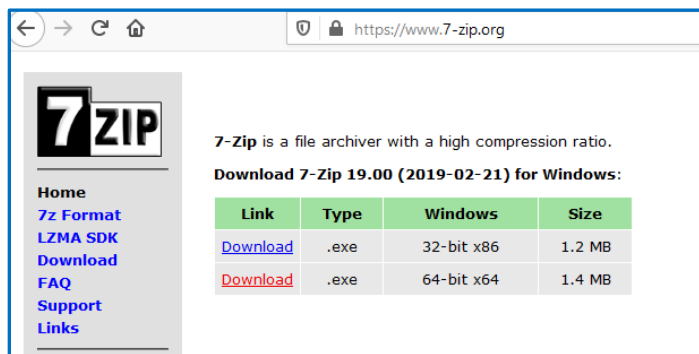 https://www.7-zip.org
7 ZIP
Home
7z Format
LZMA SDK
Download
FAQ
Support
Links
7-Zip is a file archiver with a high compression ratio.
Download 7-Zip 19.00 (2019-02-21) for Windows:
Link Type Windows Size
Download .exe 32-bit x86 1.2 MB
Download .exe 64-bit x64 1.4 MB